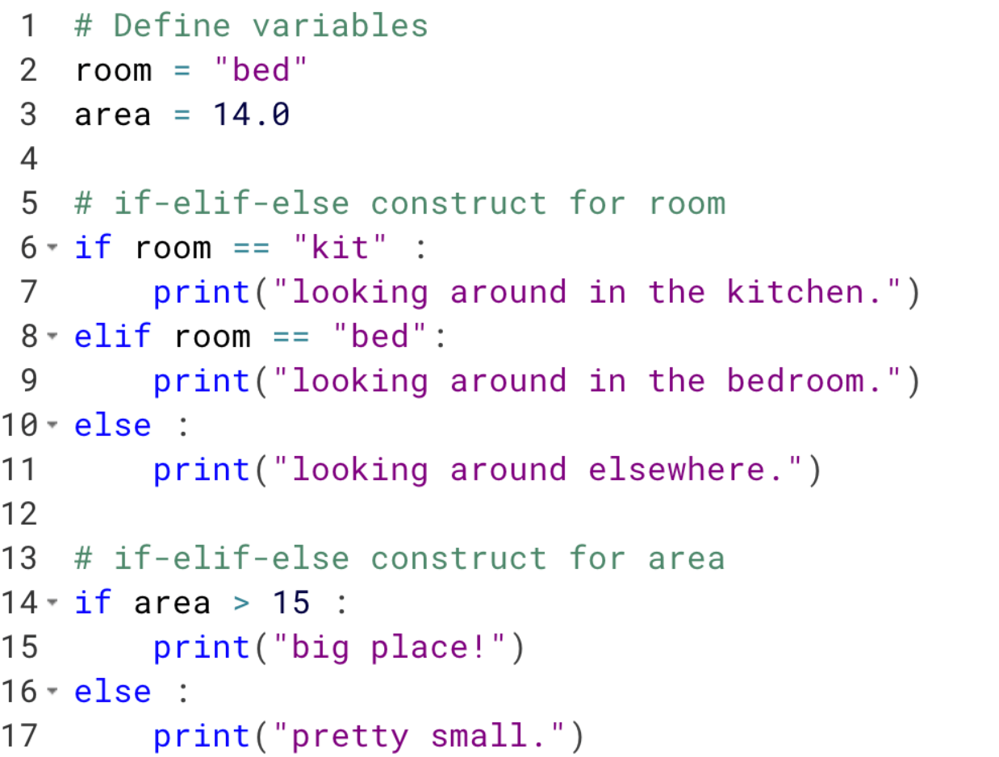 1 # Define variables
2 room = "bed"
3 area = 14.0
4
5 # if-elif-else construct for room
6 if room == "kit" :
7     print("looking around in the kitchen.")
8 elif room == "bed":
9     print("looking around in the bedroom.")
10 else :
11     print("looking around elsewhere.")
12
13 # if-elif-else construct for area
14 if area > 15 :
15     print("big place!")
16 else :
17     print("pretty small.")